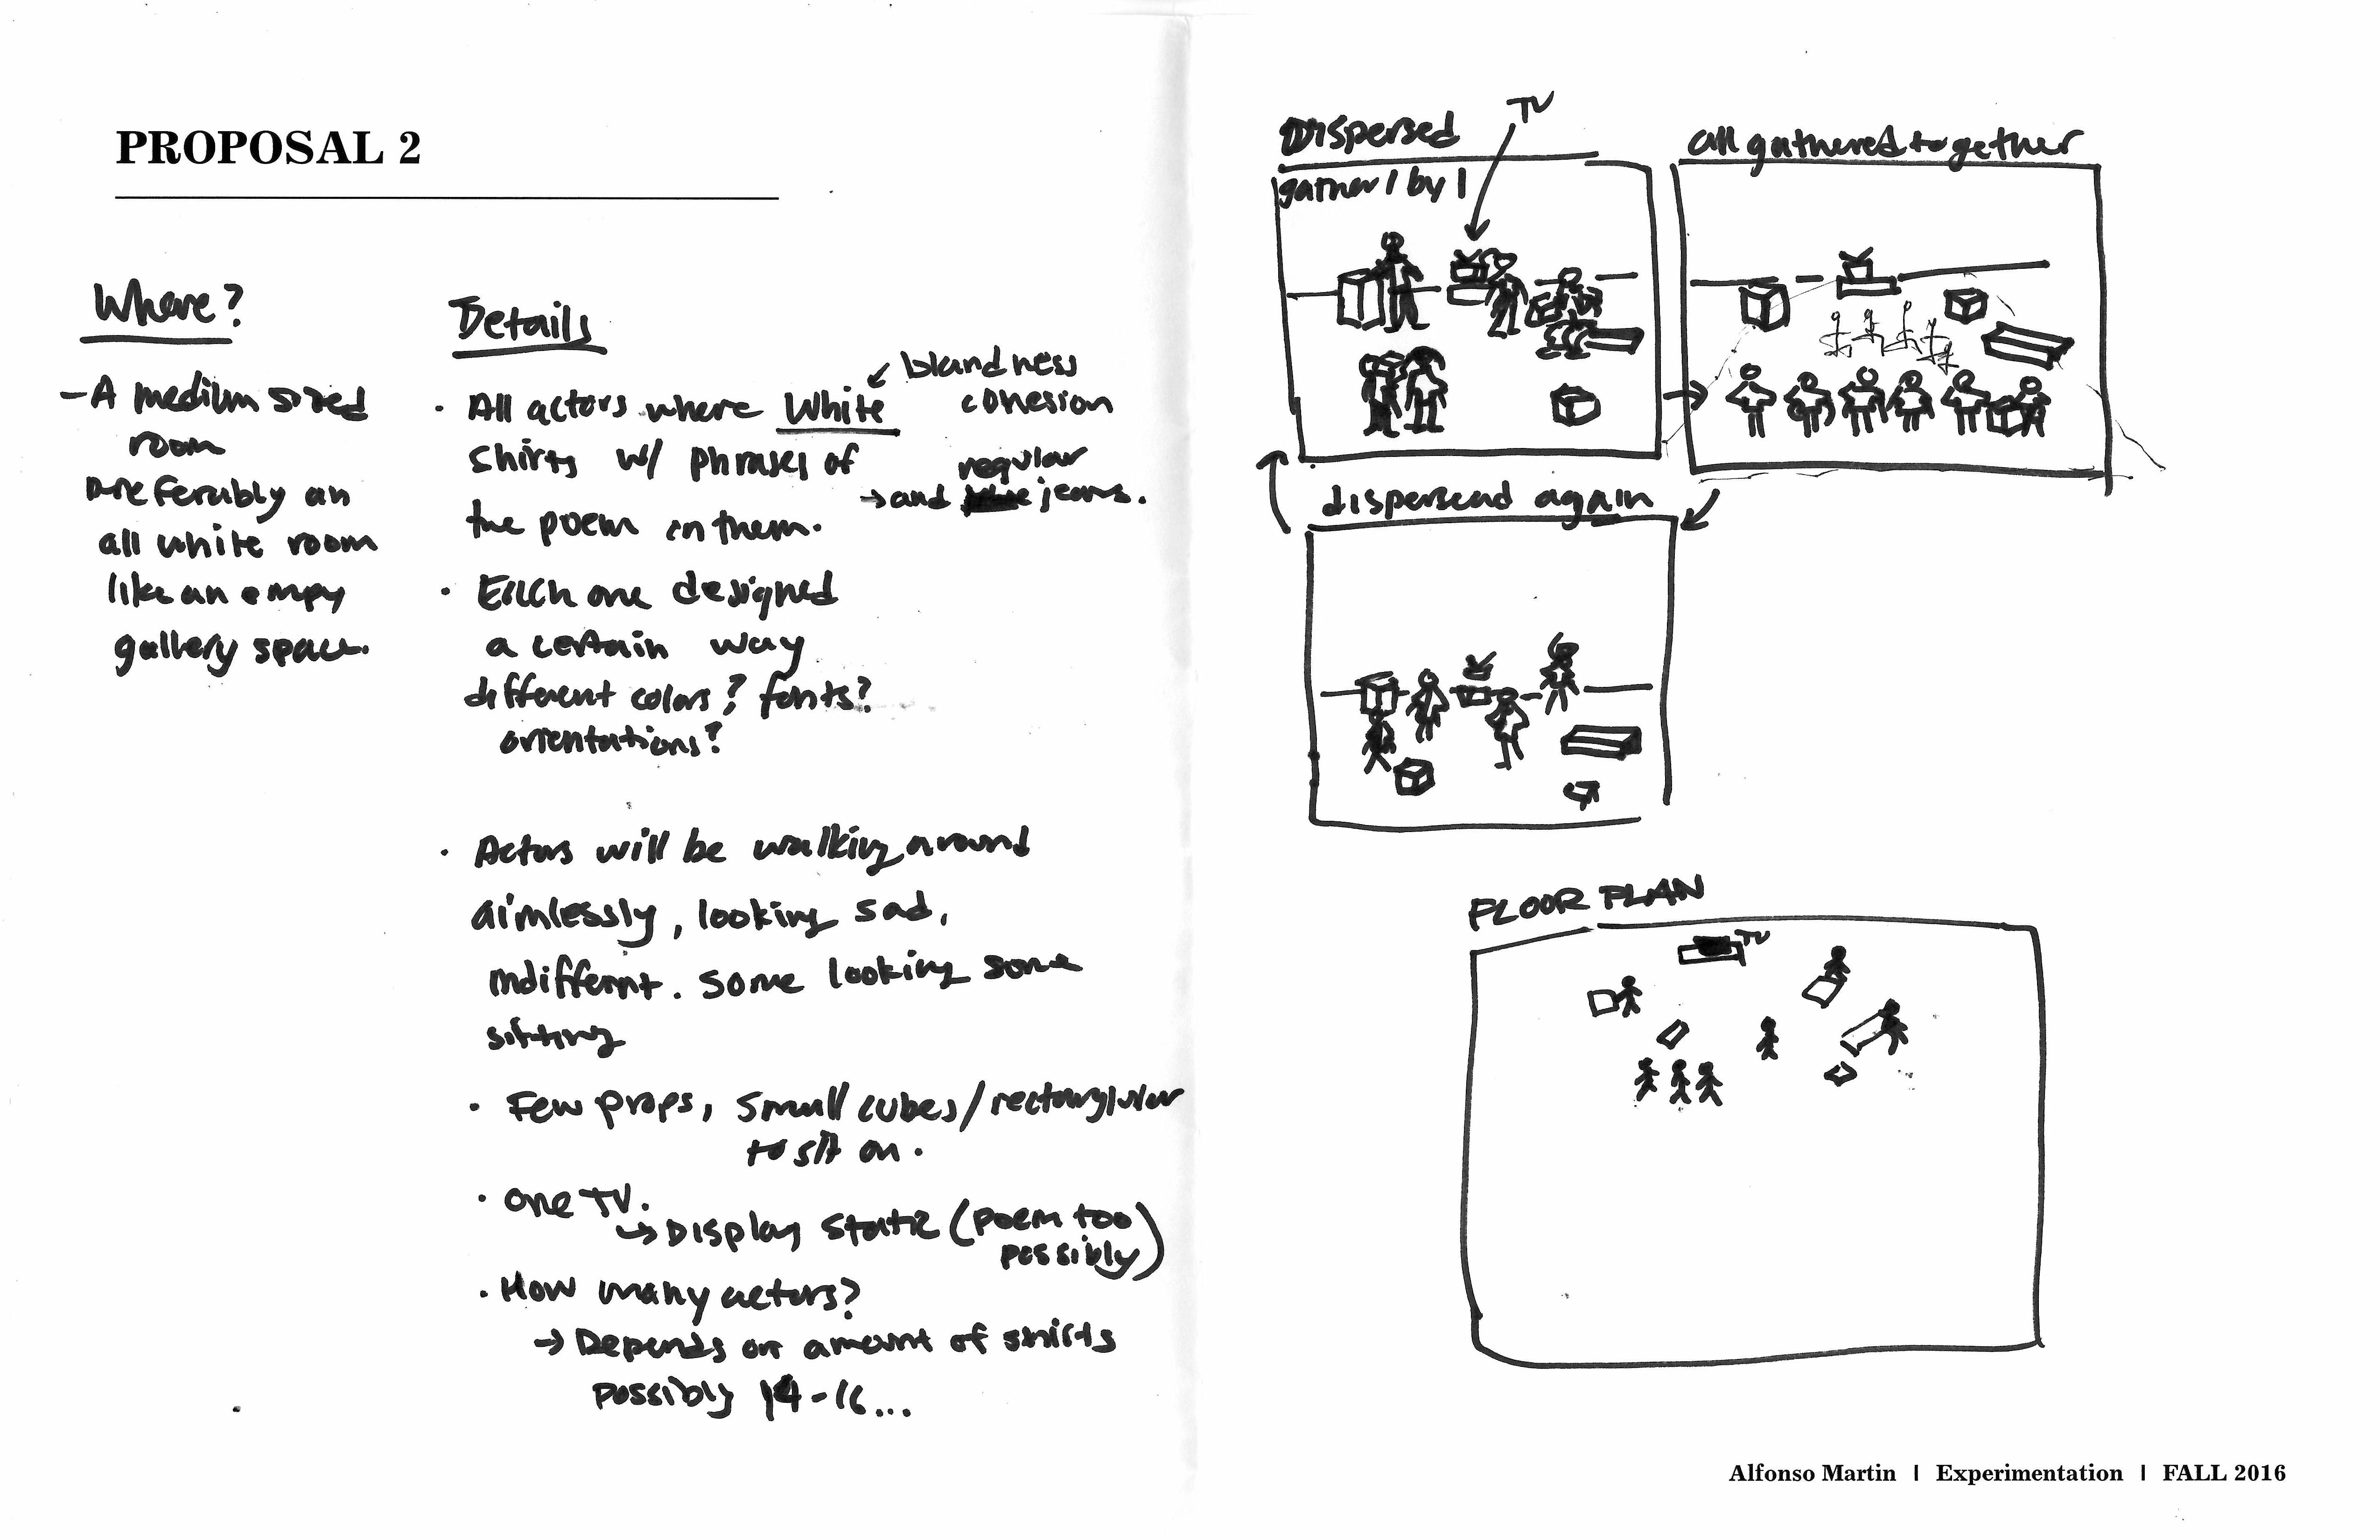 PROPOSAL 2
Where?
- A medium sized
room
preferably an
all white room
like an empy
gallery space.
Details
· All actors where White
shirts w/ phrases of
the poem on them.
↙ blandness
cohesion
regular
→ and jeans.
· Each one designed
a certain way
different colors? fonts?
orientations?
· Actors will be walking around
aimlessly, looking sad,
indiffernt. some looking some
sitting
· Few props, small cubes/rectanglular
to sit on.
· one TV.
↳ Display static (poem too
possibly)
· How many actors?
→ Depends on amount of shirts
possibly 14-16...
TV
Dispersed
gather 1 by 1
all gathered together
dispersead again
FLOOR PLAN
TV
Alfonso Martin | Experimentation | FALL 2016